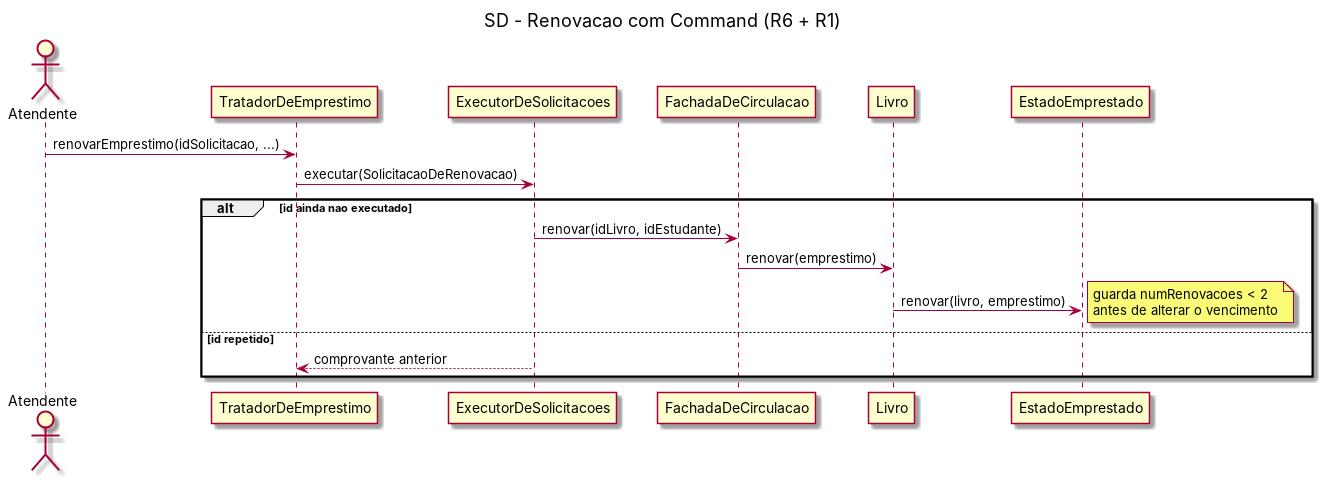 SD - Renovacao com Command (R6 + R1)
Atendente
TratadorDeEmprestimo
ExecutorDeSolicitacoes
FachadaDeCirculacao
Livro
EstadoEmprestado
renovarEmprestimo(idSolicitacao, ...)
executar(SolicitacaoDeRenovacao)
alt
[id ainda nao executado]
renovar(idLivro, idEstudante)
renovar(emprestimo)
renovar(livro, emprestimo)
guarda numRenovacoes < 2
antes de alterar o vencimento
[id repetido]
comprovante anterior
Atendente
TratadorDeEmprestimo
ExecutorDeSolicitacoes
FachadaDeCirculacao
Livro
EstadoEmprestado